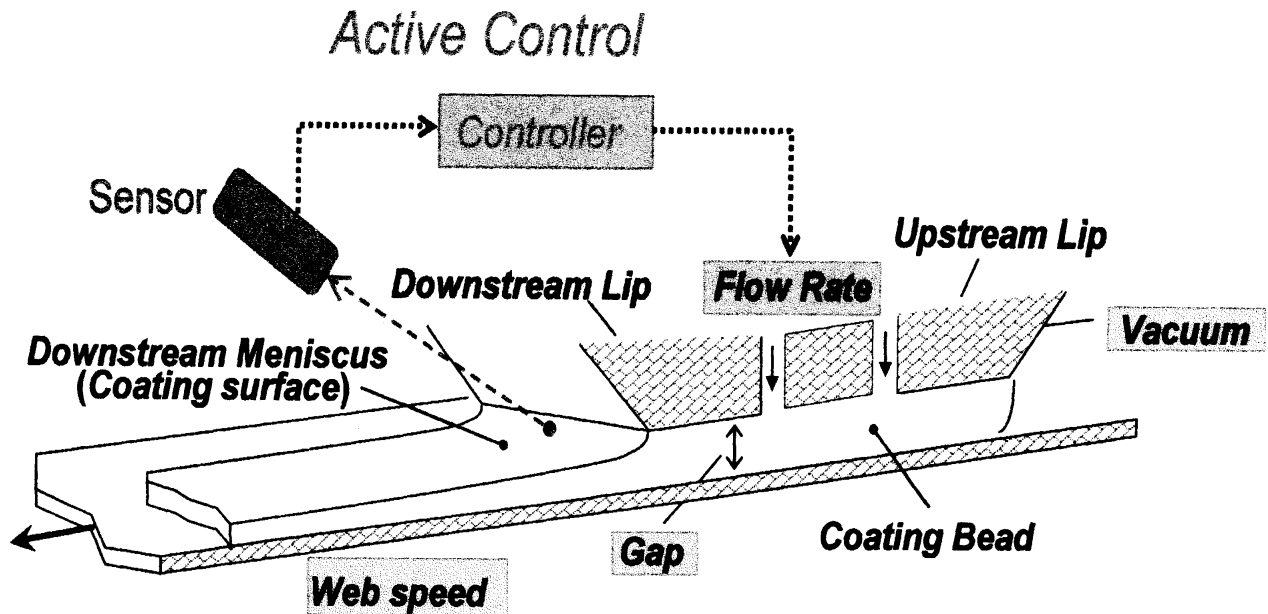 Active Control
Controller
Sensor
Upstream Lip
Downstream Lip
Flow Rate
Vacuum
Downstream Meniscus
(Coating surface)
Gap
Coating Bead
Web speed